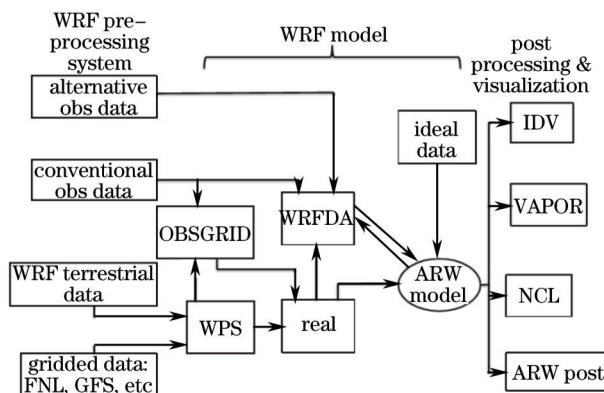 WRF pre-
processing
system
WRF model
post
processing &
visualization
alternative
obs data
ideal
data
IDV
conventional
obs data
OBSGRID
WRFDA
VAPOR
WRF terrestrial
data
WPS
real
ARW
model
NCL
gridded data:
FNL, GFS, etc
ARW post